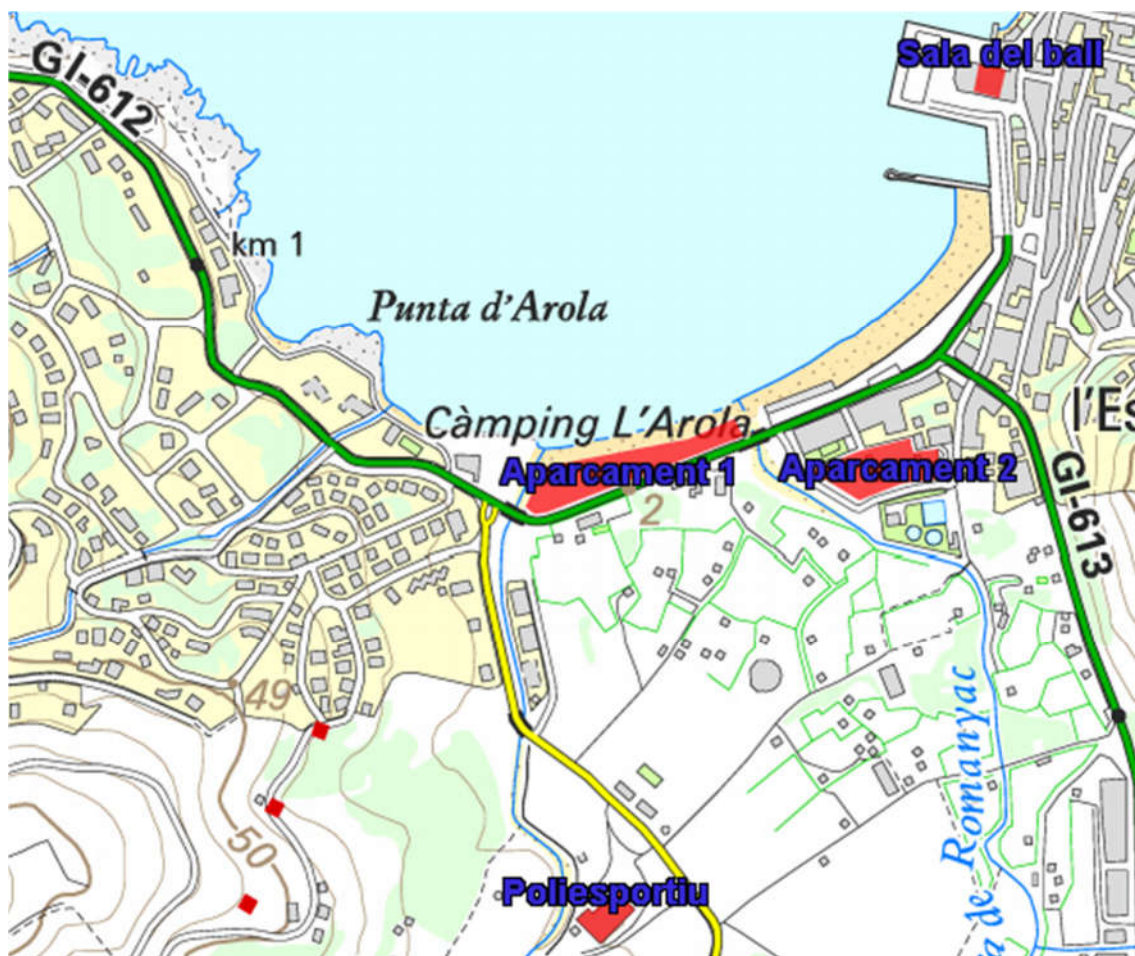 Sala del ball
GI-612
km 1
Punta d'Arola
Càmping L'Arola
l'Es
Aparcament 1
Aparcament 2
2
GI-613
49
50
Poliesportiu
a de Romanyac